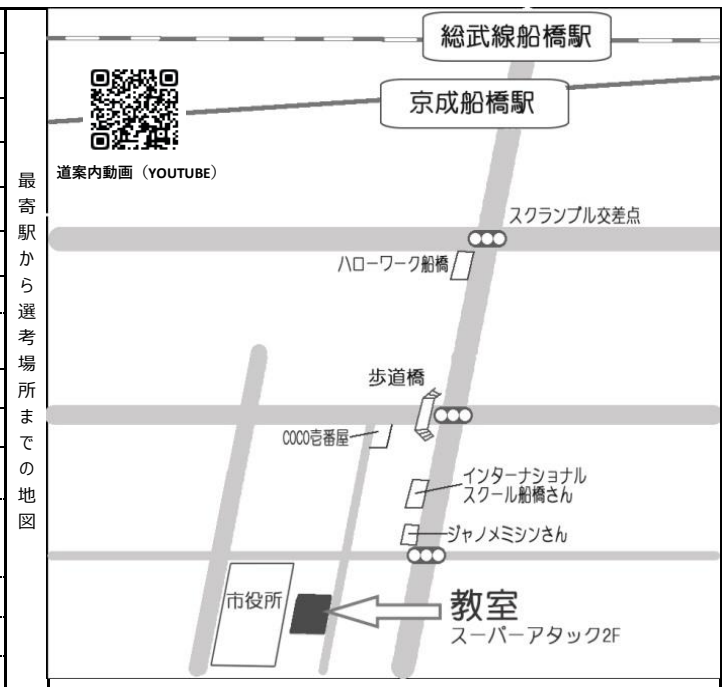 最寄駅から選考場所までの地図
総武線船橋駅
京成船橋駅
道案内動画（YOUTUBE）
スクランブル交差点
ハローワーク船橋
歩道橋
COCO壱番屋
インターナショナル
スクール船橋さん
ジャノメミシンさん
市役所
教室
スーパーアタック2F